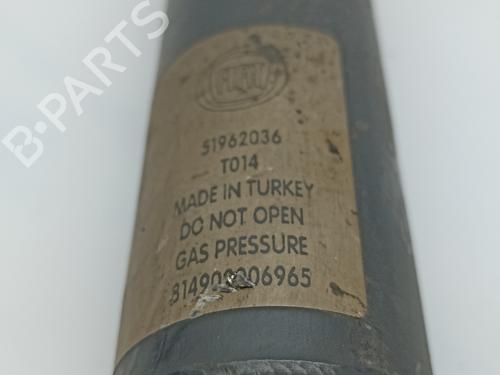 FIAT
51962036
T014
MADE IN TURKEY
DO NOT OPEN
GAS PRESSURE
B-PARTS